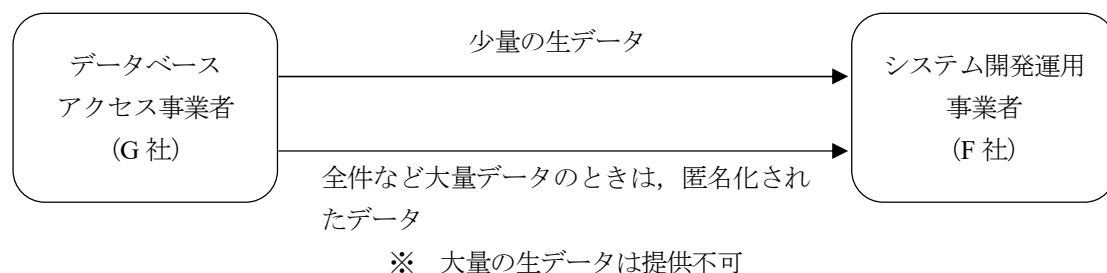 データベース
アクセス事業者
（G 社）
少量の生データ
全件など大量データのときは，匿名化され
たデータ
システム開発運用
事業者
（F 社）
※　大量の生データは提供不可